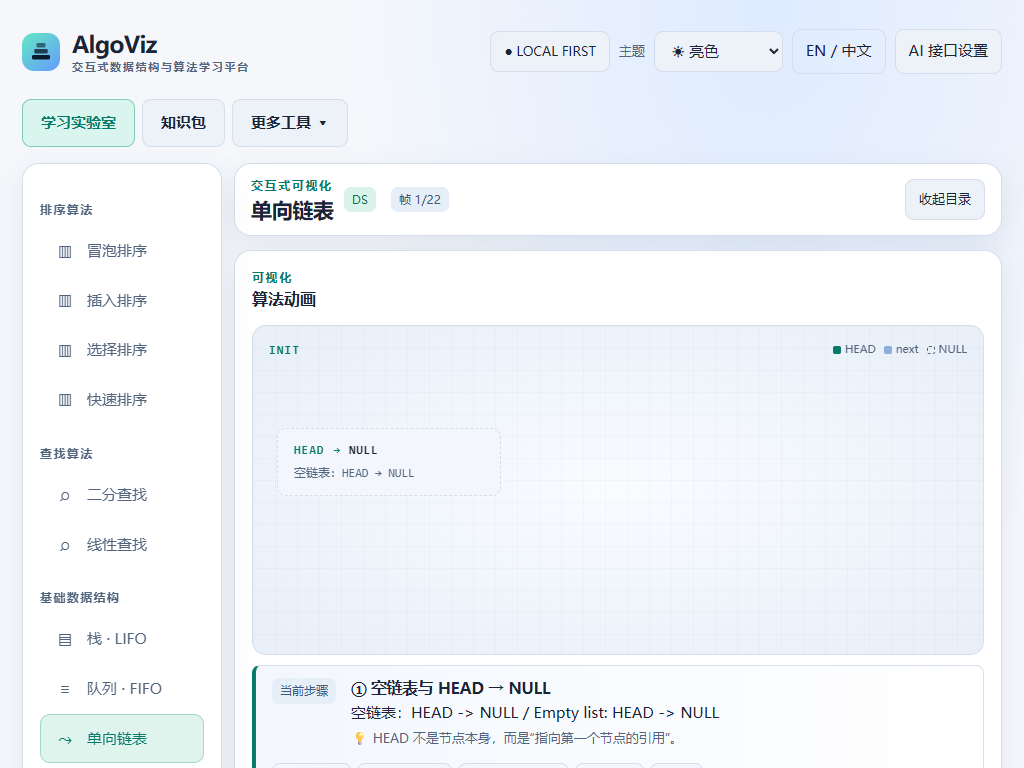 AlgoViz
交互式数据结构与算法学习平台
● LOCAL FIRST
主题
☀ 亮色
EN / 中文
AI 接口设置
学习实验室
知识包
更多工具 ▾
排序算法
▥ 冒泡排序
▥ 插入排序
▥ 选择排序
▥ 快速排序
查找算法
⌕ 二分查找
⌕ 线性查找
基础数据结构
▤ 栈 · LIFO
≡ 队列 · FIFO
⤳ 单向链表
交互式可视化
单向链表
DS
帧 1/22
收起目录
可视化
算法动画
INIT
HEAD
next
NULL
HEAD → NULL
空链表: HEAD → NULL
当前步骤
① 空链表与 HEAD → NULL
空链表：HEAD -> NULL / Empty list: HEAD -> NULL
💡 HEAD 不是节点本身，而是“指向第一个节点的引用”。